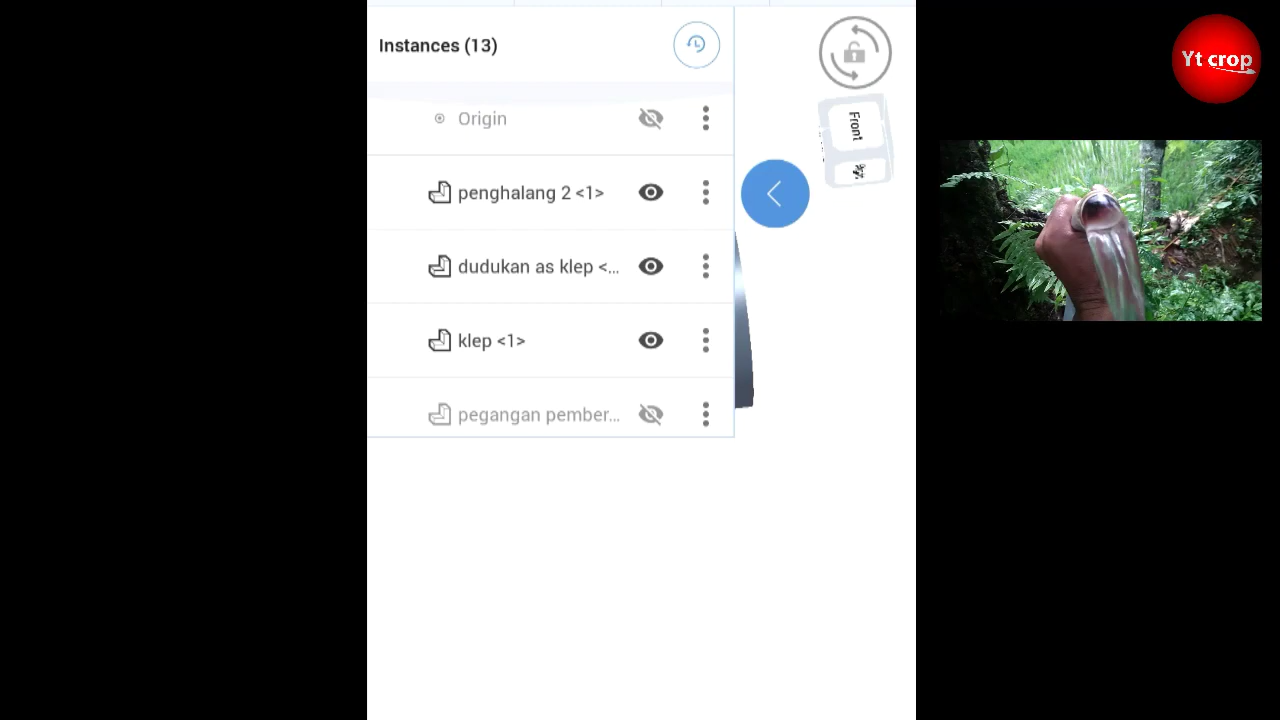 Instances (13)
Origin
penghalang 2 <1>
dudukan as klep <...
klep <1>
pegangan pember...
Front
Yt crop